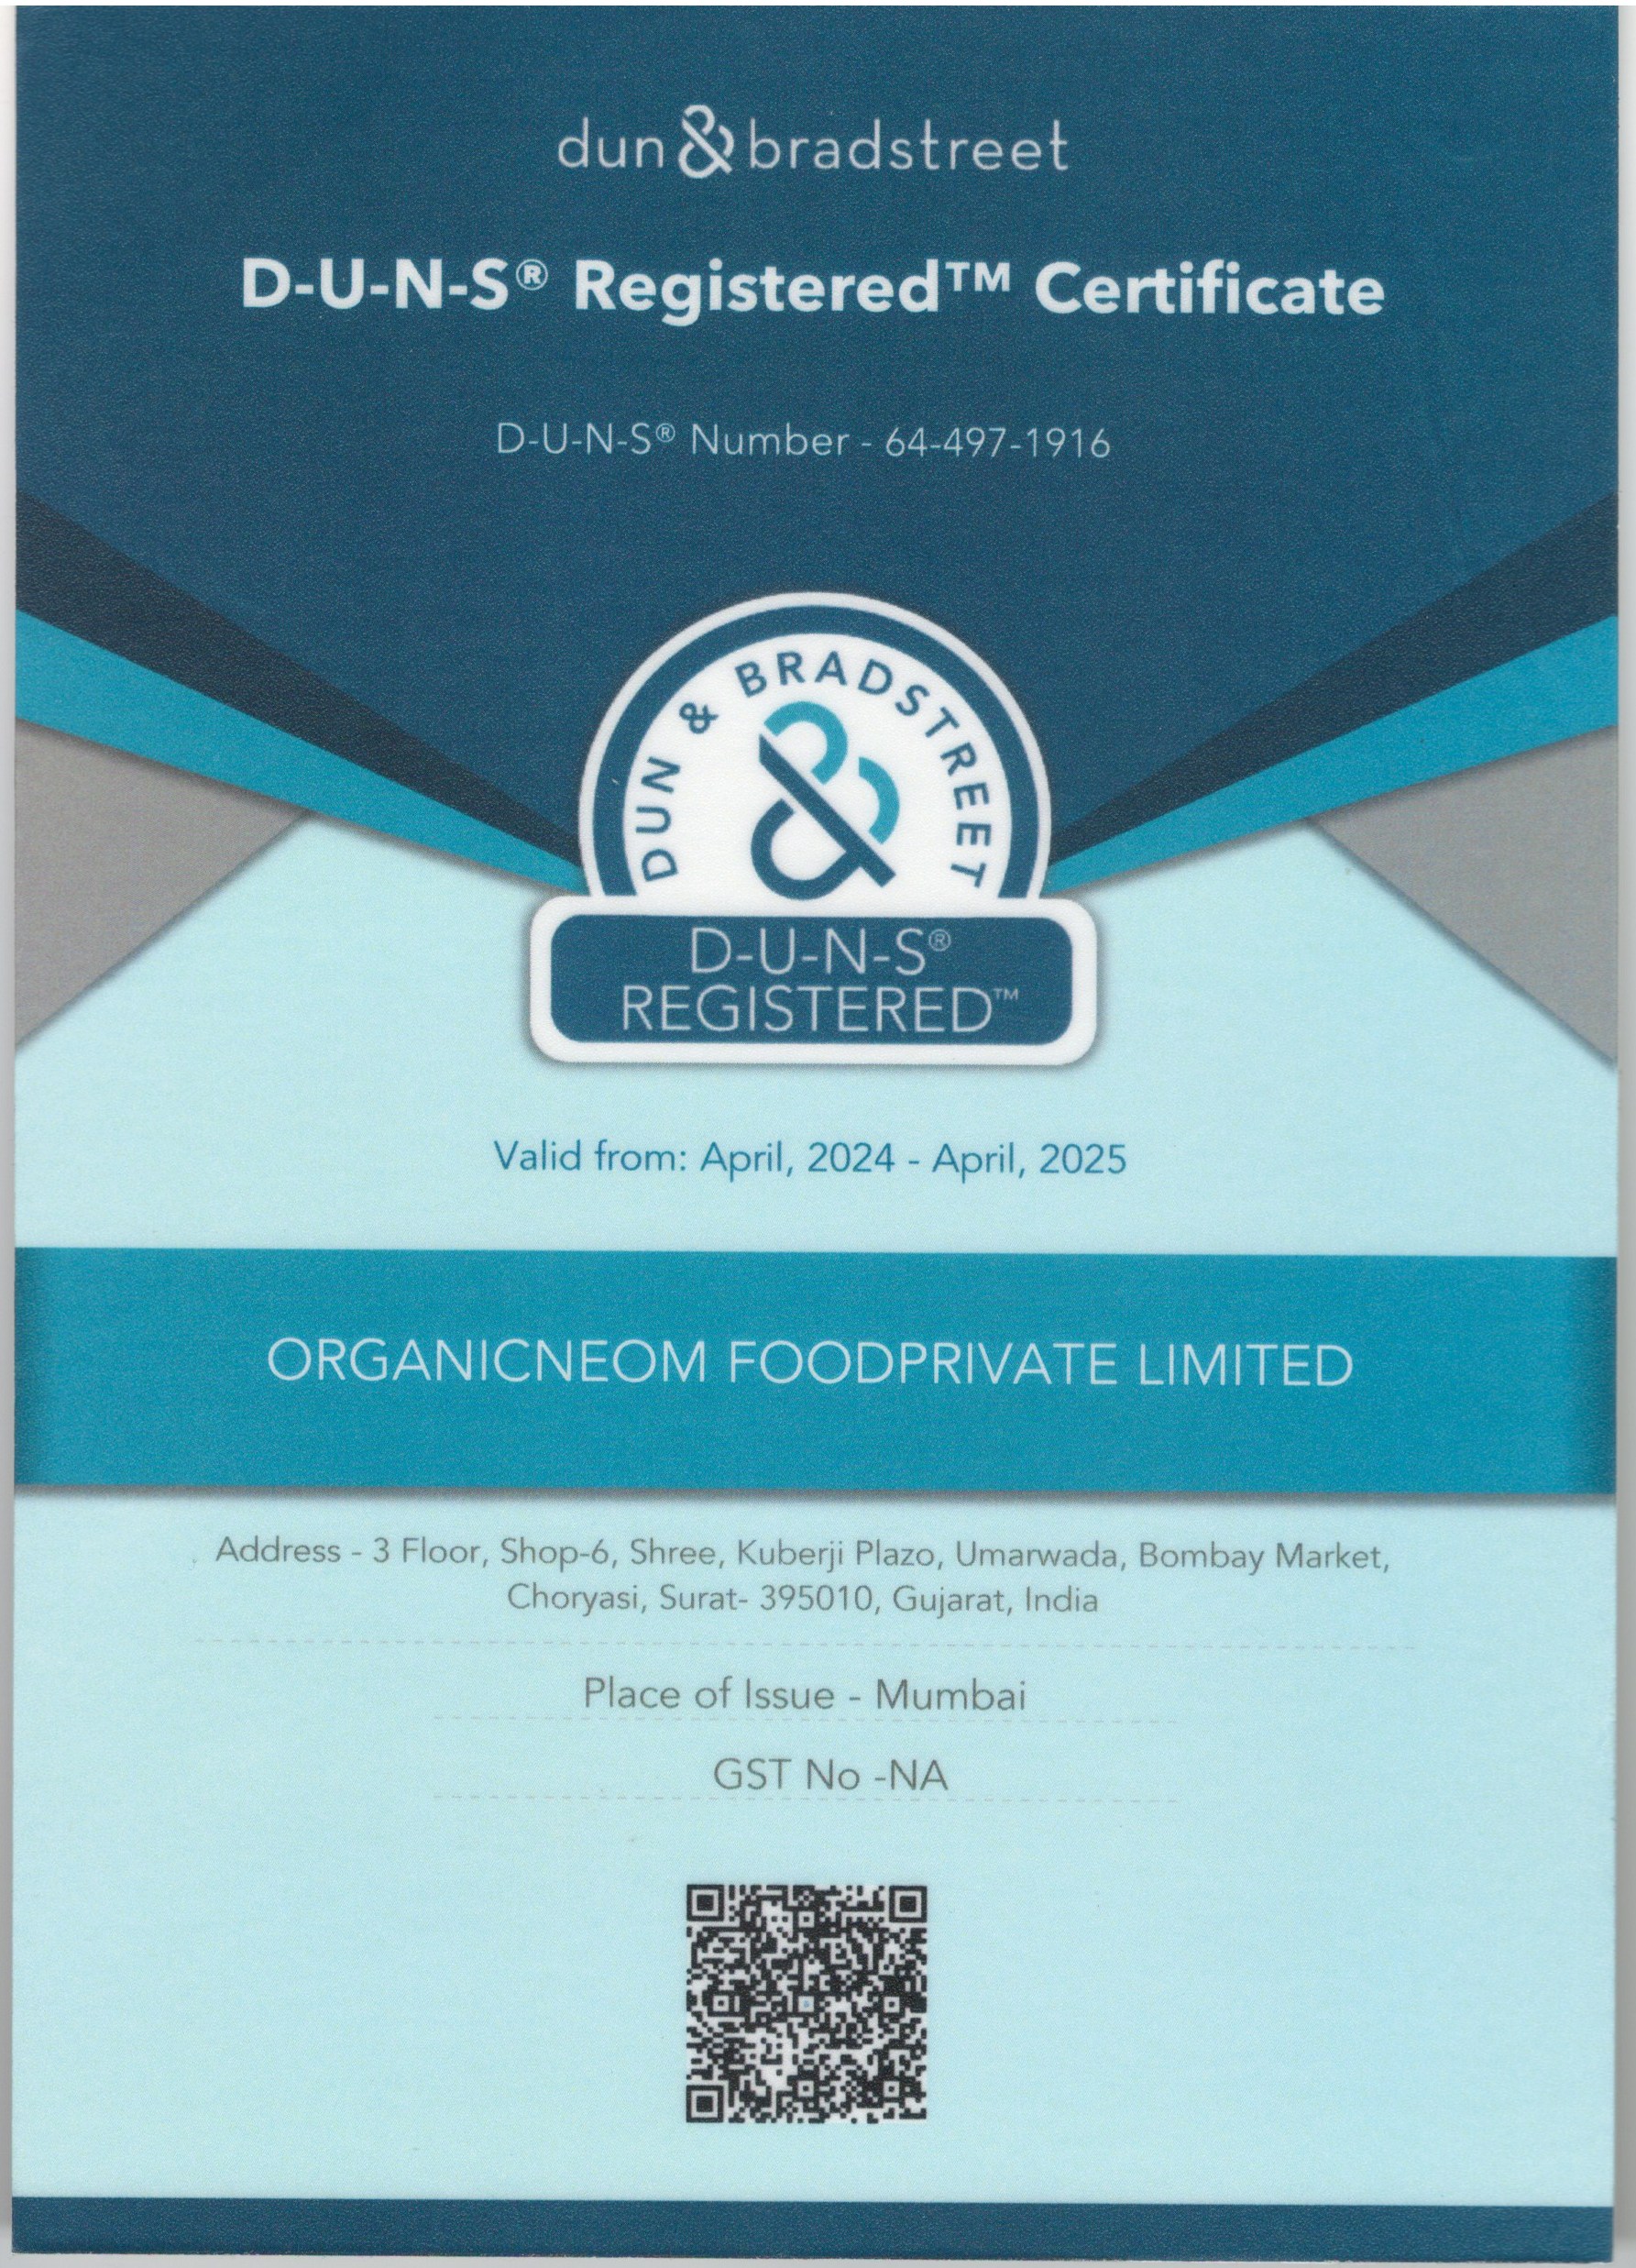 dun & bradstreet
D-U-N-S® Registered™ Certificate
D-U-N-S® Number - 64-497-1916
DUN & BRADSTREET
D-U-N-S®
REGISTERED™
Valid from: April, 2024 - April, 2025
ORGANICNEOM FOODPRIVATE LIMITED
Address - 3 Floor, Shop-6, Shree, Kuberji Plazo, Umarwada, Bombay Market,
Choryasi, Surat- 395010, Gujarat, India
Place of Issue - Mumbai
GST No -NA